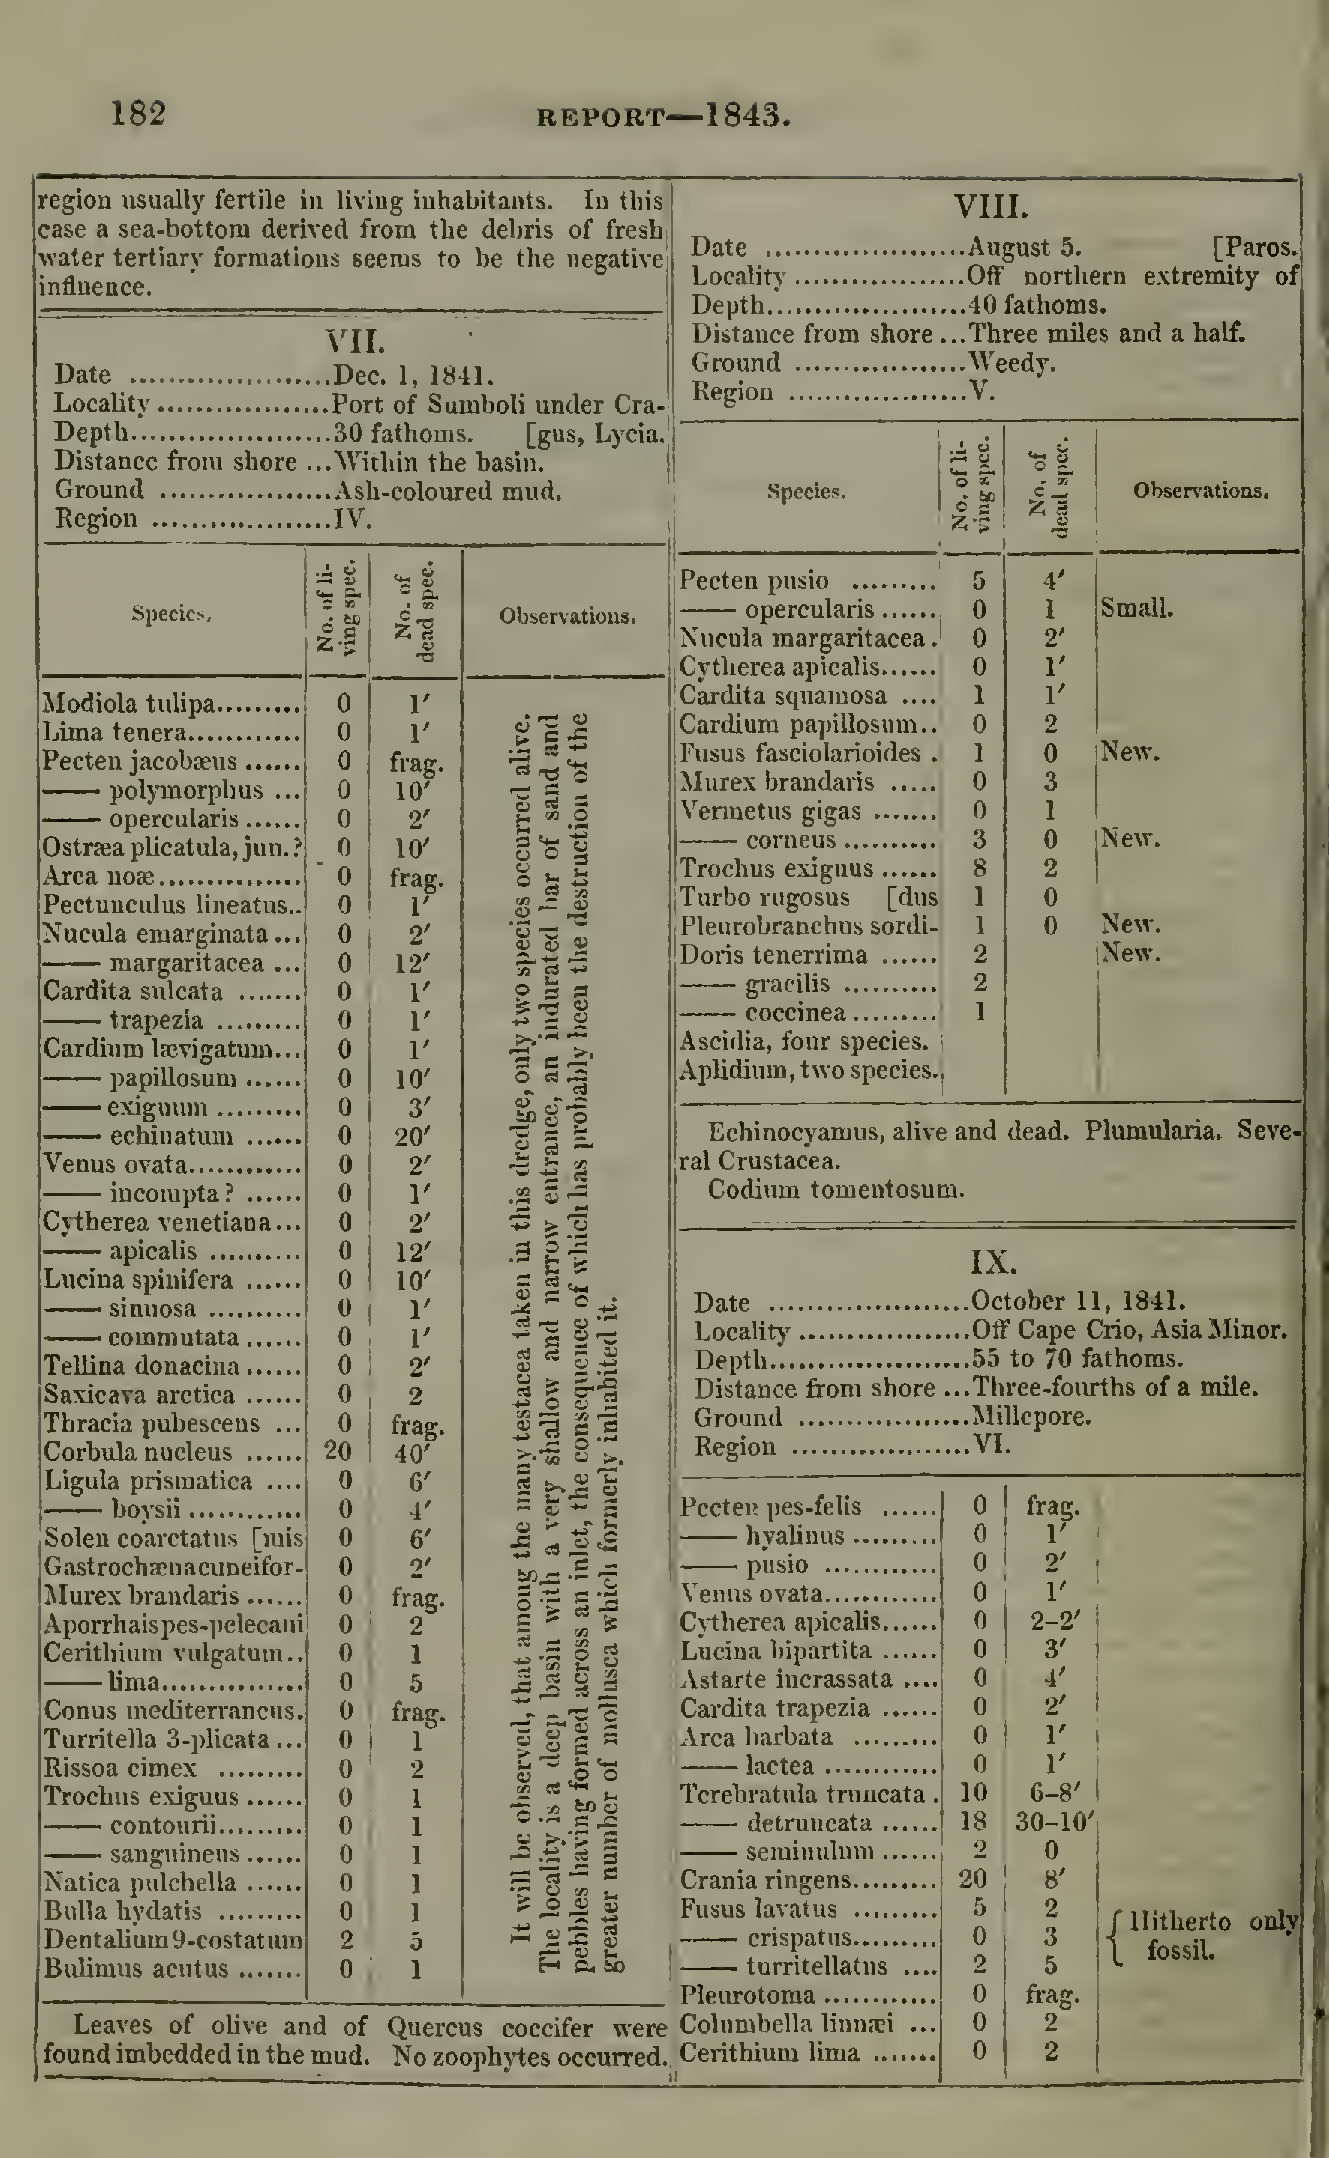 182 REPORT—1843.
region usually fertile in living inhabitants. In this
case a sea-bottom derived from the debris of fresh
water tertiary formations seems to be the negative
influence.
VII.
Date ....................Dec. 1, 1841.
Locality..................Port of Sumboli under Cra-
Depth....................30 fathoms. [gus, Lycia.
Distance from shore ...Within the basin.
Ground ..................Ash-coloured mud.
Region ...................IV.
Species. No. of li-ving spec. No. of dead spec. Observations.
Modiola tulipa......... 0 1′
Lima tenera............ 0 1′
Pecten jacobæus ...... 0 frag.
—— polymorphus ... 0 10′
—— opercularis...... 0 2′
Ostræa plicatula, jun.? 0 10′
Arca noæ............... 0 frag.
Pectunculus lineatus.. 0 1′
Nucula emarginata... 0 2′
—— margaritacea ... 0 12′
Cardita sulcata ....... 0 1′
—— trapezia ......... 0 1′
Cardium lævigatum... 0 1′
—— papillosum ...... 0 10′
—— exiguum ......... 0 3′
—— echinatum ...... 0 20′
Venus ovata............ 0 2′
—— incompta ? ...... 0 1′
Cytherea venetiana... 0 2′
—— apicalis .......... 0 12′
Lucina spinifera ...... 0 10′
—— sinuosa .......... 0 1′
—— commutata ...... 0 1′
Tellina donacina...... 0 2′
Saxicava arctica ...... 0 2
Thracia pubescens ... 0 frag.
Corbula nucleus ...... 20 40′
Ligula prismatica .... 0 6′
—— boysii............ 0 4′
Solen coarctatus [mis 0 6′
Gastrochænacuneifor- 0 2′
Murex brandaris ...... 0 frag.
Aporrhais pes-pelecani 0 2
Cerithium vulgatum.. 0 1
—— lima............... 0 5
Conus mediterraneus. 0 frag.
Turritella 3-plicata... 0 1
Rissoa cimex ......... 0 2
Trochus exiguus...... 0 1
—— contourii......... 0 1
—— sanguineus ...... 0 1
Natica pulchella ...... 0 1
Bulla hydatis ......... 0 1
Dentalium 9-costatum 2 5
Bulimus acutus ....... 0 1
It will be observed, that among the many testacea taken in this dredge, only two species occurred alive.
The locality is a deep basin with a very shallow and narrow entrance, an indurated bar of sand and
pebbles having formed across an inlet, the consequence of which has probably been the destruction of the
greater number of mollusca which formerly inhabited it.
Leaves of olive and of Quercus coccifer were
found imbedded in the mud. No zoophytes occurred.
VIII.
Date .....................August 5. [Paros.
Locality..................Off northern extremity of
Depth.....................40 fathoms.
Distance from shore ...Three miles and a half.
Ground ..................Weedy.
Region ...................V.
Species. No. of li-ving spec. No. of dead spec. Observations.
Pecten pusio ......... 5 4′
—— opercularis...... 0 1 Small.
Nucula margaritacea. 0 2′
Cytherea apicalis...... 0 1′
Cardita squamosa .... 1 1′
Cardium papillosum.. 0 2
Fusus fasciolarioides . 1 0 New.
Murex brandaris ..... 0 3
Vermetus gigas ....... 0 1
—— corneus.......... 3 0 New.
Trochus exiguus ...... 8 2
Turbo rugosus [dus 1 0
Pleurobranchus sordi- 1 0 New.
Doris tenerrima ...... 2 New.
—— gracilis .......... 2
—— coccinea......... 1
Ascidia, four species.
Aplidium, two species.
Echinocyamus, alive and dead. Plumularia. Seve-
ral Crustacea.
Codium tomentosum.
IX.
Date .....................October 11, 1841.
Locality..................Off Cape Crio, Asia Minor.
Depth.....................55 to 70 fathoms.
Distance from shore ...Three-fourths of a mile.
Ground ..................Millepore.
Region ...................VI.
Pecten pes-felis ...... 0 frag.
—— hyalinus ......... 0 1′
—— pusio ............ 0 2′
Venus ovata............ 0 1′
Cytherea apicalis...... 0 2–2′
Lucina bipartita ...... 0 3′
Astarte incrassata .... 0 4′
Cardita trapezia ...... 0 2′
Arca barbata ......... 0 1′
—— lactea ............ 0 1′
Terebratula truncata . 10 6–8′
—— detruncata ...... 18 30–10′
—— seminulum ...... 2 0
Crania ringens......... 20 8′
Fusus lavatus ......... 5 2
—— crispatus......... 0 3 { Hitherto only
fossil.
—— turritellatus .... 2 5
Pleurotoma ............ 0 frag.
Columbella linnæi ... 0 2
Cerithium lima ....... 0 2